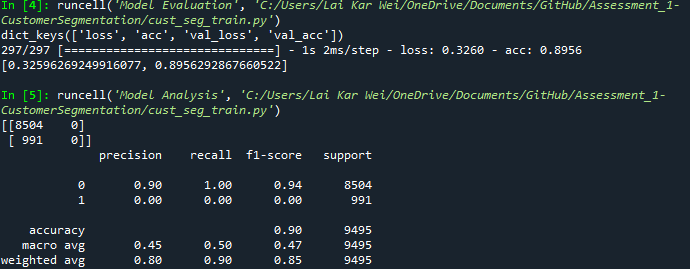 In [4]: runcell('Model Evaluation', 'C:/Users/Lai Kar Wei/OneDrive/Documents/GitHub/Assessment_1-
CustomerSegmentation/cust_seg_train.py')
dict_keys(['loss', 'acc', 'val_loss', 'val_acc'])
297/297 [==============================] - 1s 2ms/step - loss: 0.3260 - acc: 0.8956
[0.32596269249916077, 0.8956292867660522]
In [5]: runcell('Model Analysis', 'C:/Users/Lai Kar Wei/OneDrive/Documents/GitHub/Assessment_1-
CustomerSegmentation/cust_seg_train.py')
[[8504    0]
 [ 991    0]]
              precision    recall  f1-score   support
           0       0.90      1.00      0.94      8504
           1       0.00      0.00      0.00       991
    accuracy                           0.90      9495
   macro avg       0.45      0.50      0.47      9495
weighted avg       0.80      0.90      0.85      9495